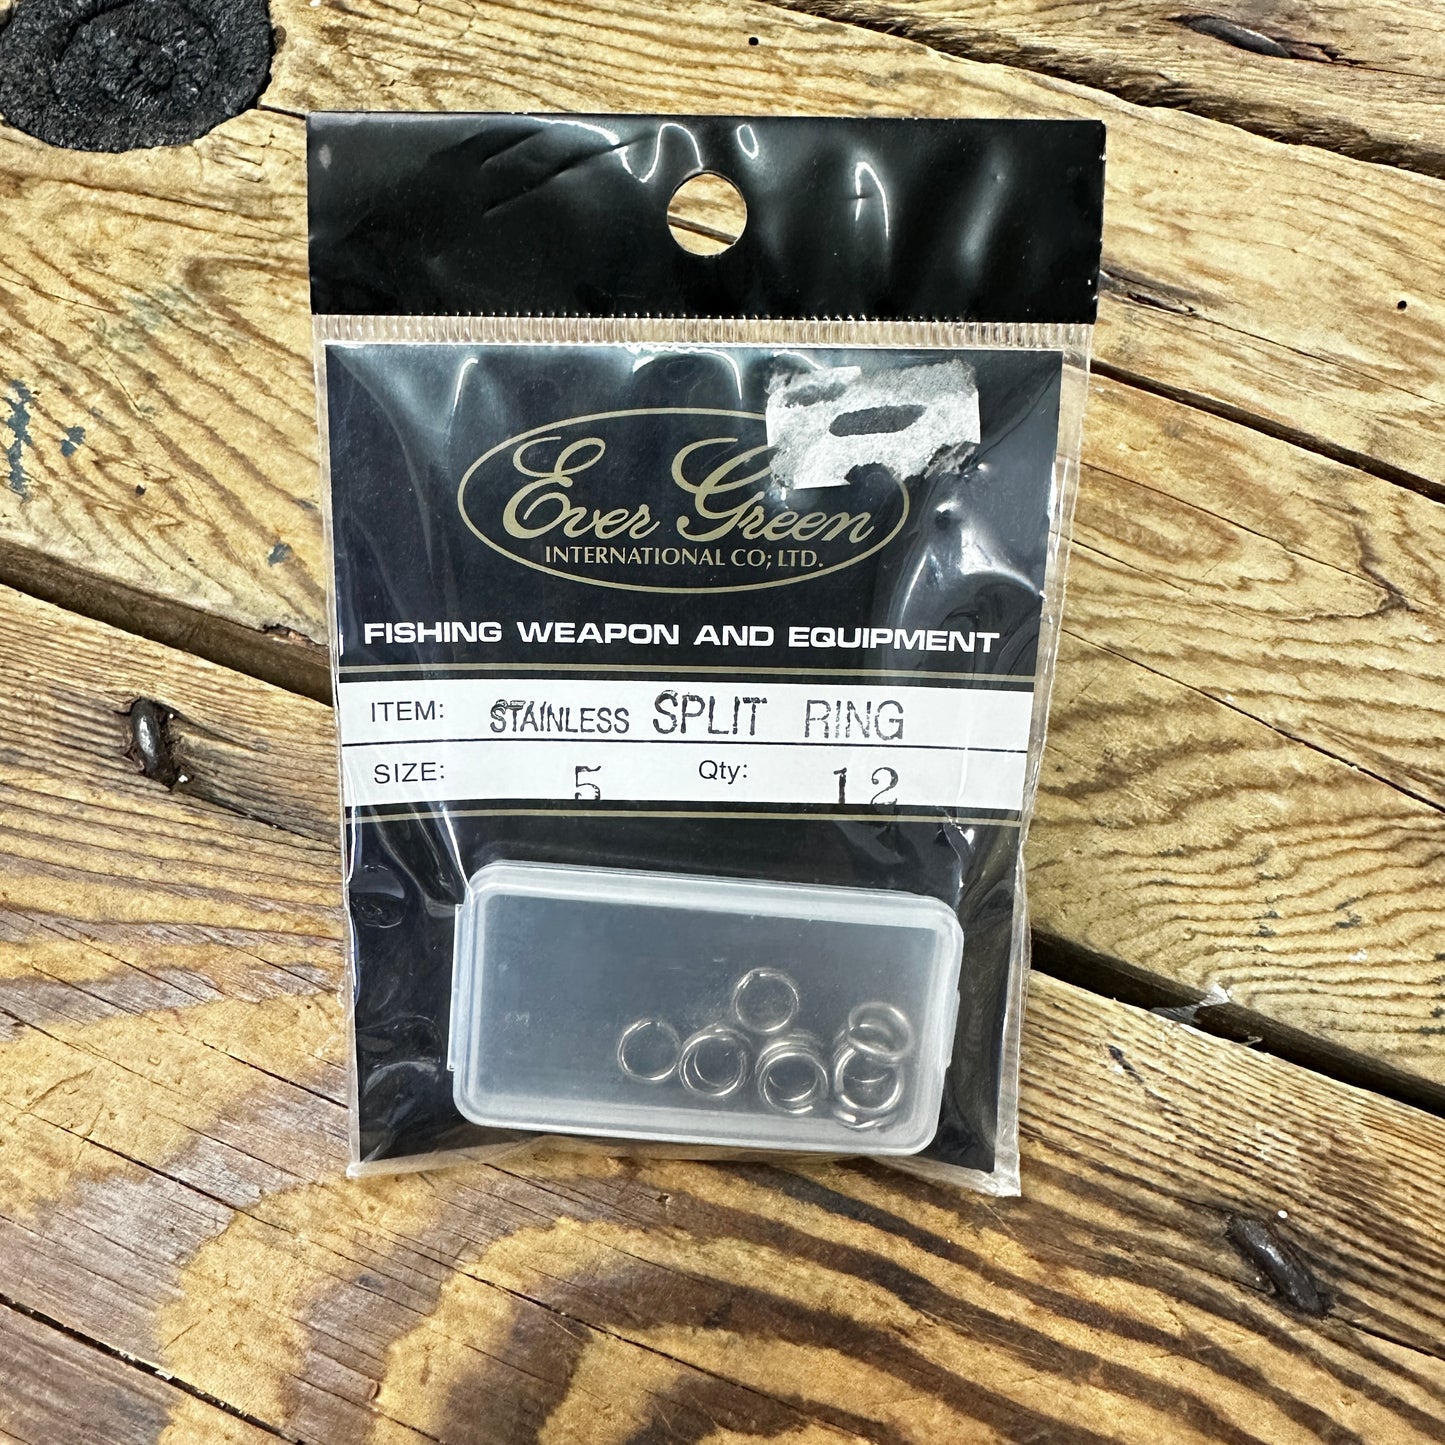 Ever Green
INTERNATIONAL CO; LTD.
FISHING WEAPON AND EQUIPMENT
ITEM: STAINLESS SPLIT RING
SIZE: 5 Qty: 12